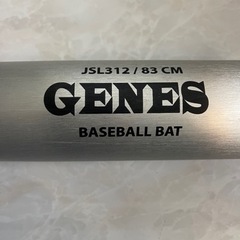 JSL312 / 83 CM
GENES
BASEBALL BAT